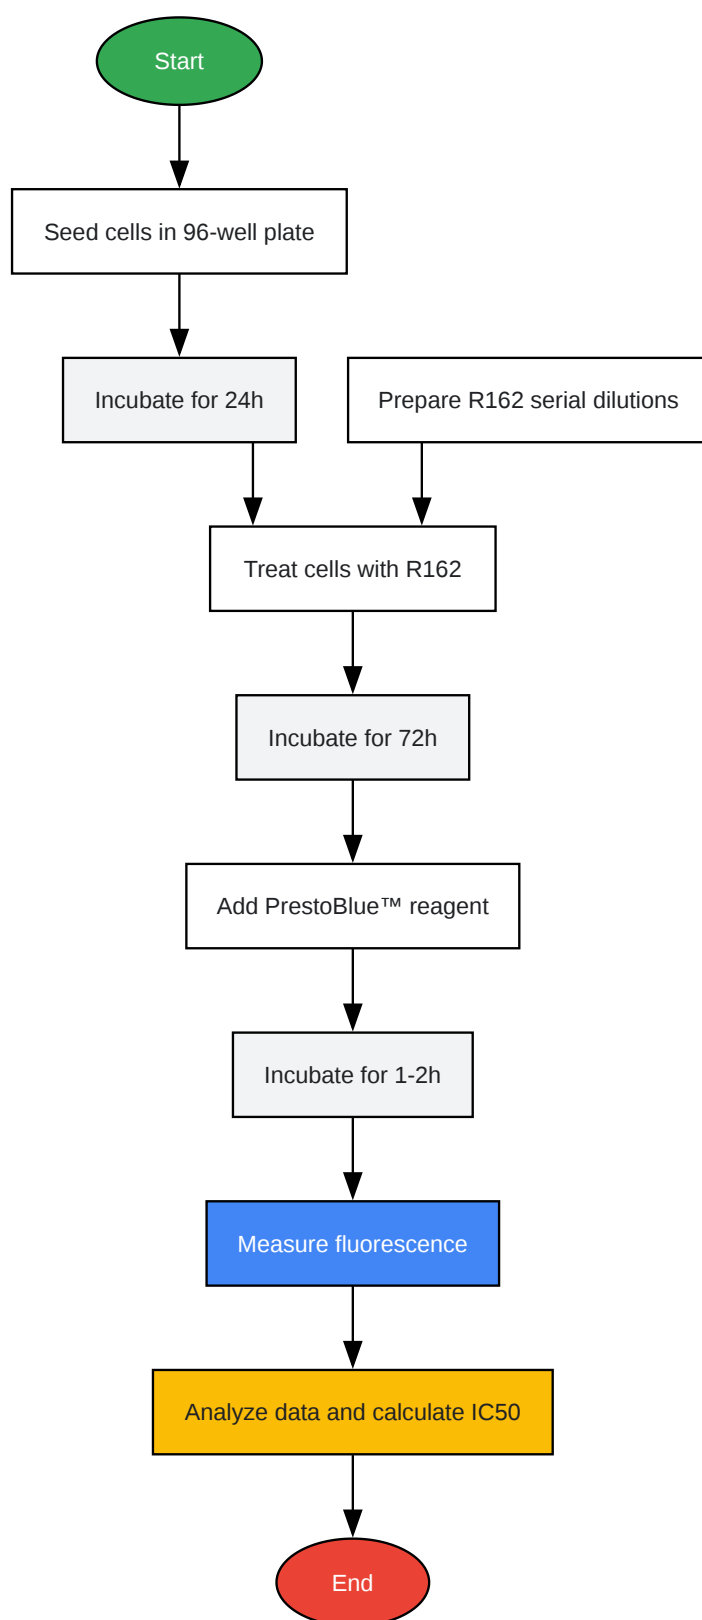 Start
Seed cells in 96-well plate
Incubate for 24h
Prepare R162 serial dilutions
Treat cells with R162
Incubate for 72h
Add PrestoBlue™ reagent
Incubate for 1-2h
Measure fluorescence
Analyze data and calculate IC50
End